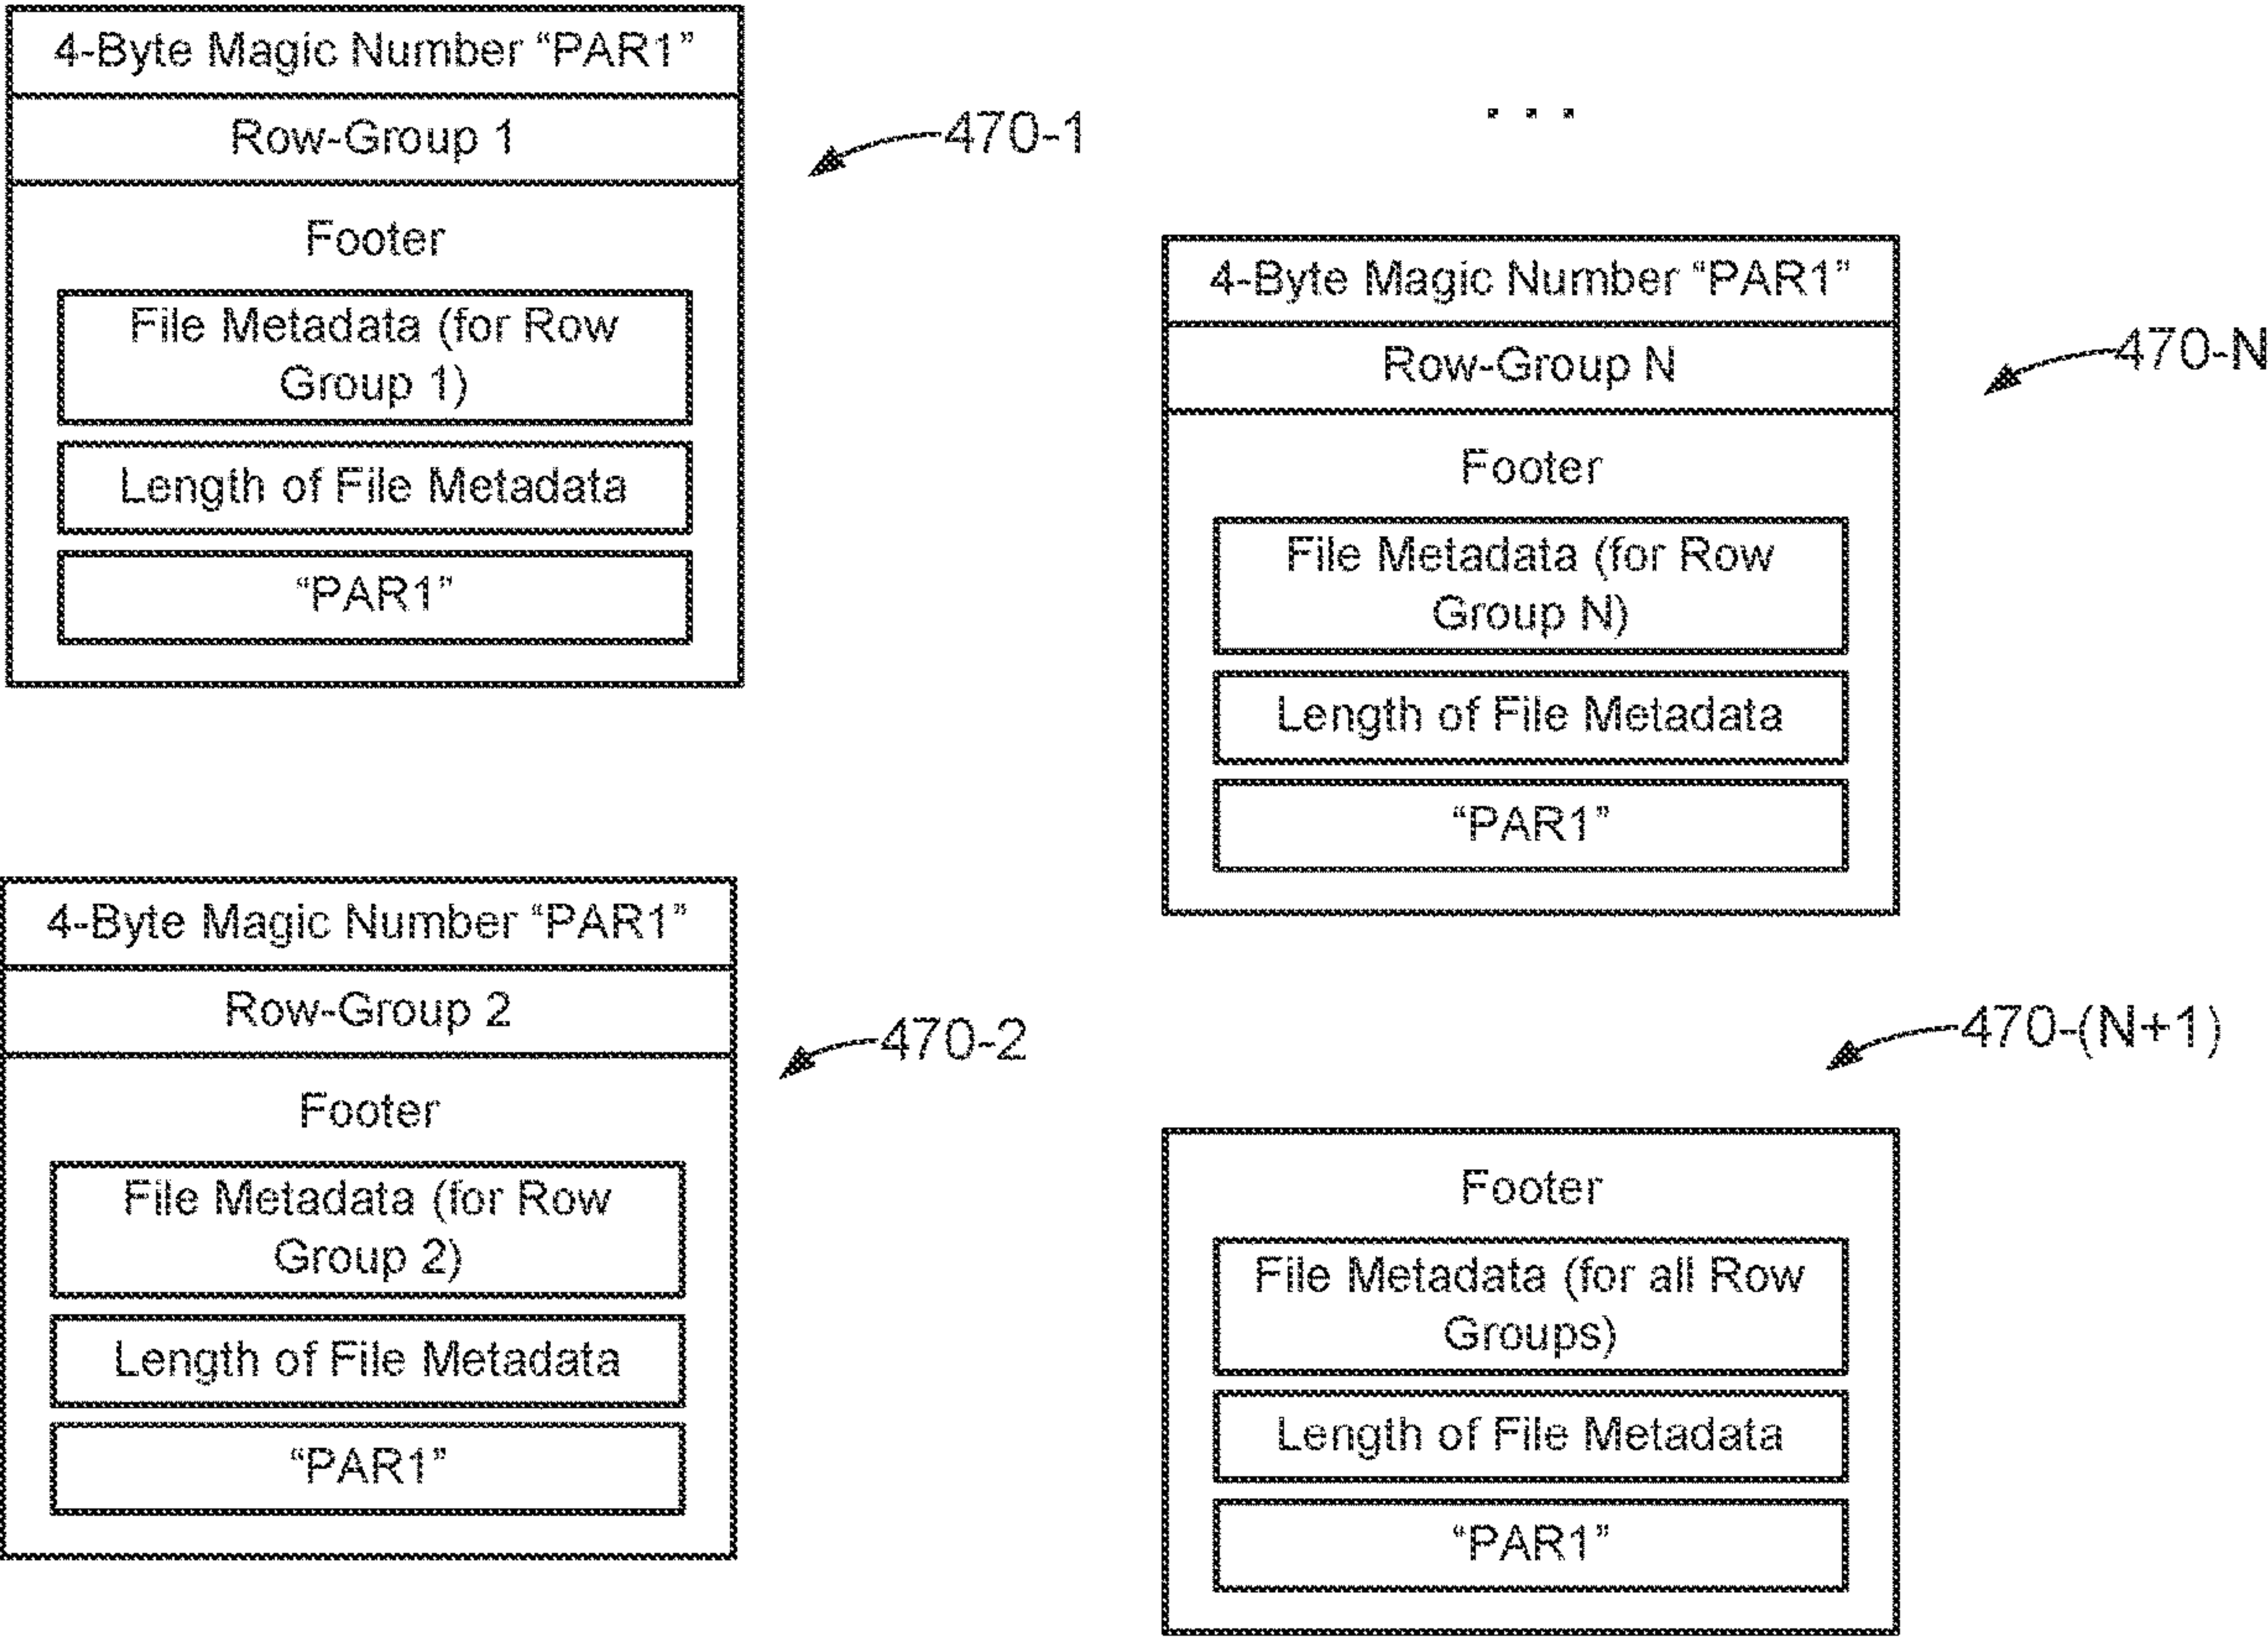 4-Byte Magic Number “PAR1”
Row-Group 1
Footer
File Metadata (for Row
Group 1)
Length of File Metadata
“PAR1”
470-1
4-Byte Magic Number “PAR1”
Row-Group 2
Footer
File Metadata (for Row
Group 2)
Length of File Metadata
“PAR1”
470-2
. . .
4-Byte Magic Number “PAR1”
Row-Group N
Footer
File Metadata (for Row
Group N)
Length of File Metadata
“PAR1”
470-N
470-(N+1)
Footer
File Metadata (for all Row
Groups)
Length of File Metadata
“PAR1”